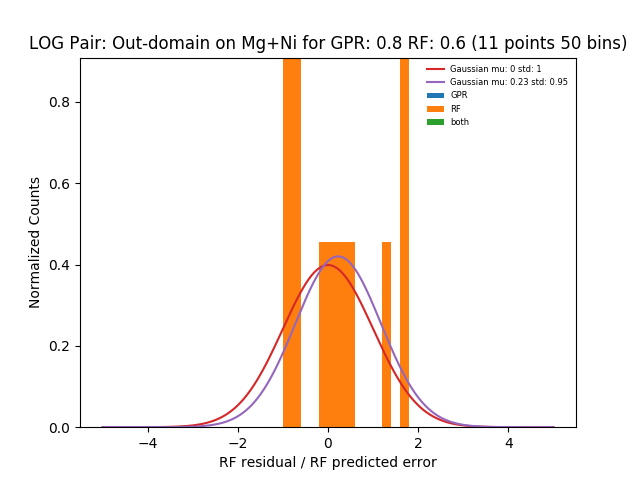 LOG Pair: Out-domain on Mg+Ni for GPR: 0.8 RF: 0.6 (11 points 50 bins)
Gaussian mu: 0 std: 1
Gaussian mu: 0.23 std: 0.95
GPR
RF
both
Normalized Counts
0.8
0.6
0.4
0.2
0.0
−4 −2 0 2 4
RF residual / RF predicted error